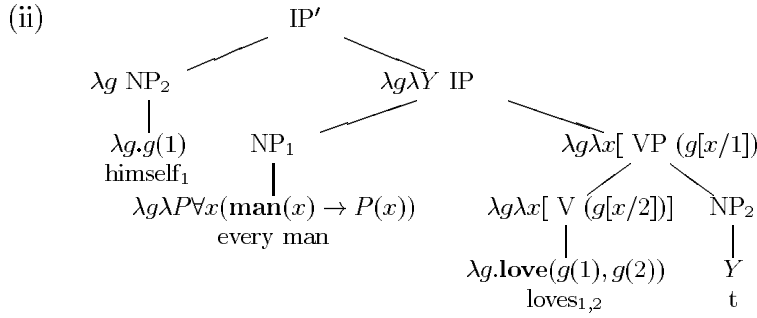 (ii) IP′
λg NP₂ λgλY IP
λg.g(1) NP₁ λgλx[ VP (g[x/1])
himself₁
λgλP∀x(man(x) → P(x)) λgλx[ V (g[x/2])] NP₂
every man
λg.love(g(1), g(2)) Y
loves₁,₂ t